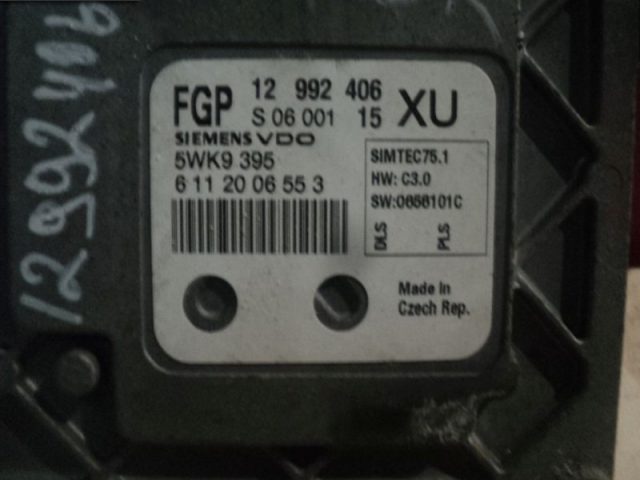 12992406
FGP 12 992 406 XU
S 06 001 15
SIEMENS VDO
5WK9 395
6 11 20 06 55 3
SIMTEC75.1
HW: C3.0
SW:0656101C
DLS PLS
Made in
Czech Rep.